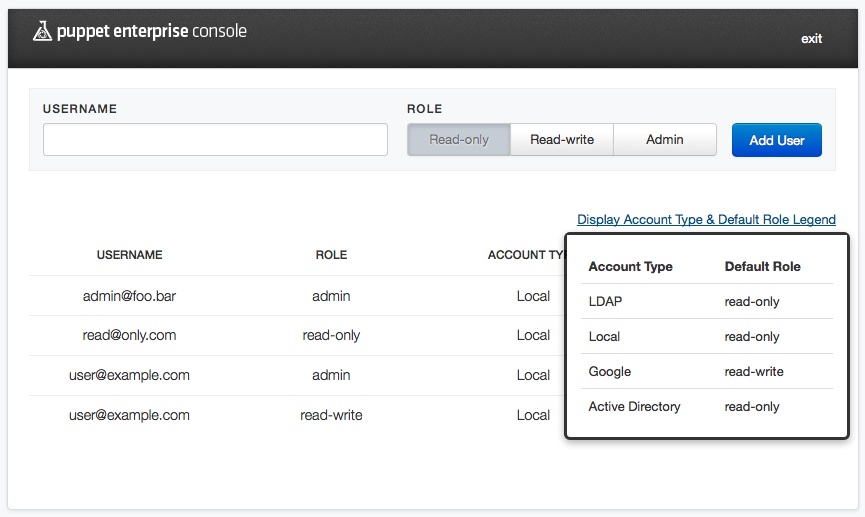 puppet enterprise console
exit
USERNAME ROLE
Read-only Read-write Admin Add User
Display Account Type & Default Role Legend
USERNAME ROLE ACCOUNT
admin@foo.bar admin Local
read@only.com read-only Local
user@example.com admin Local
user@example.com read-write Local
Account Type Default Role
LDAP read-only
Local read-only
Google read-write
Active Directory read-only